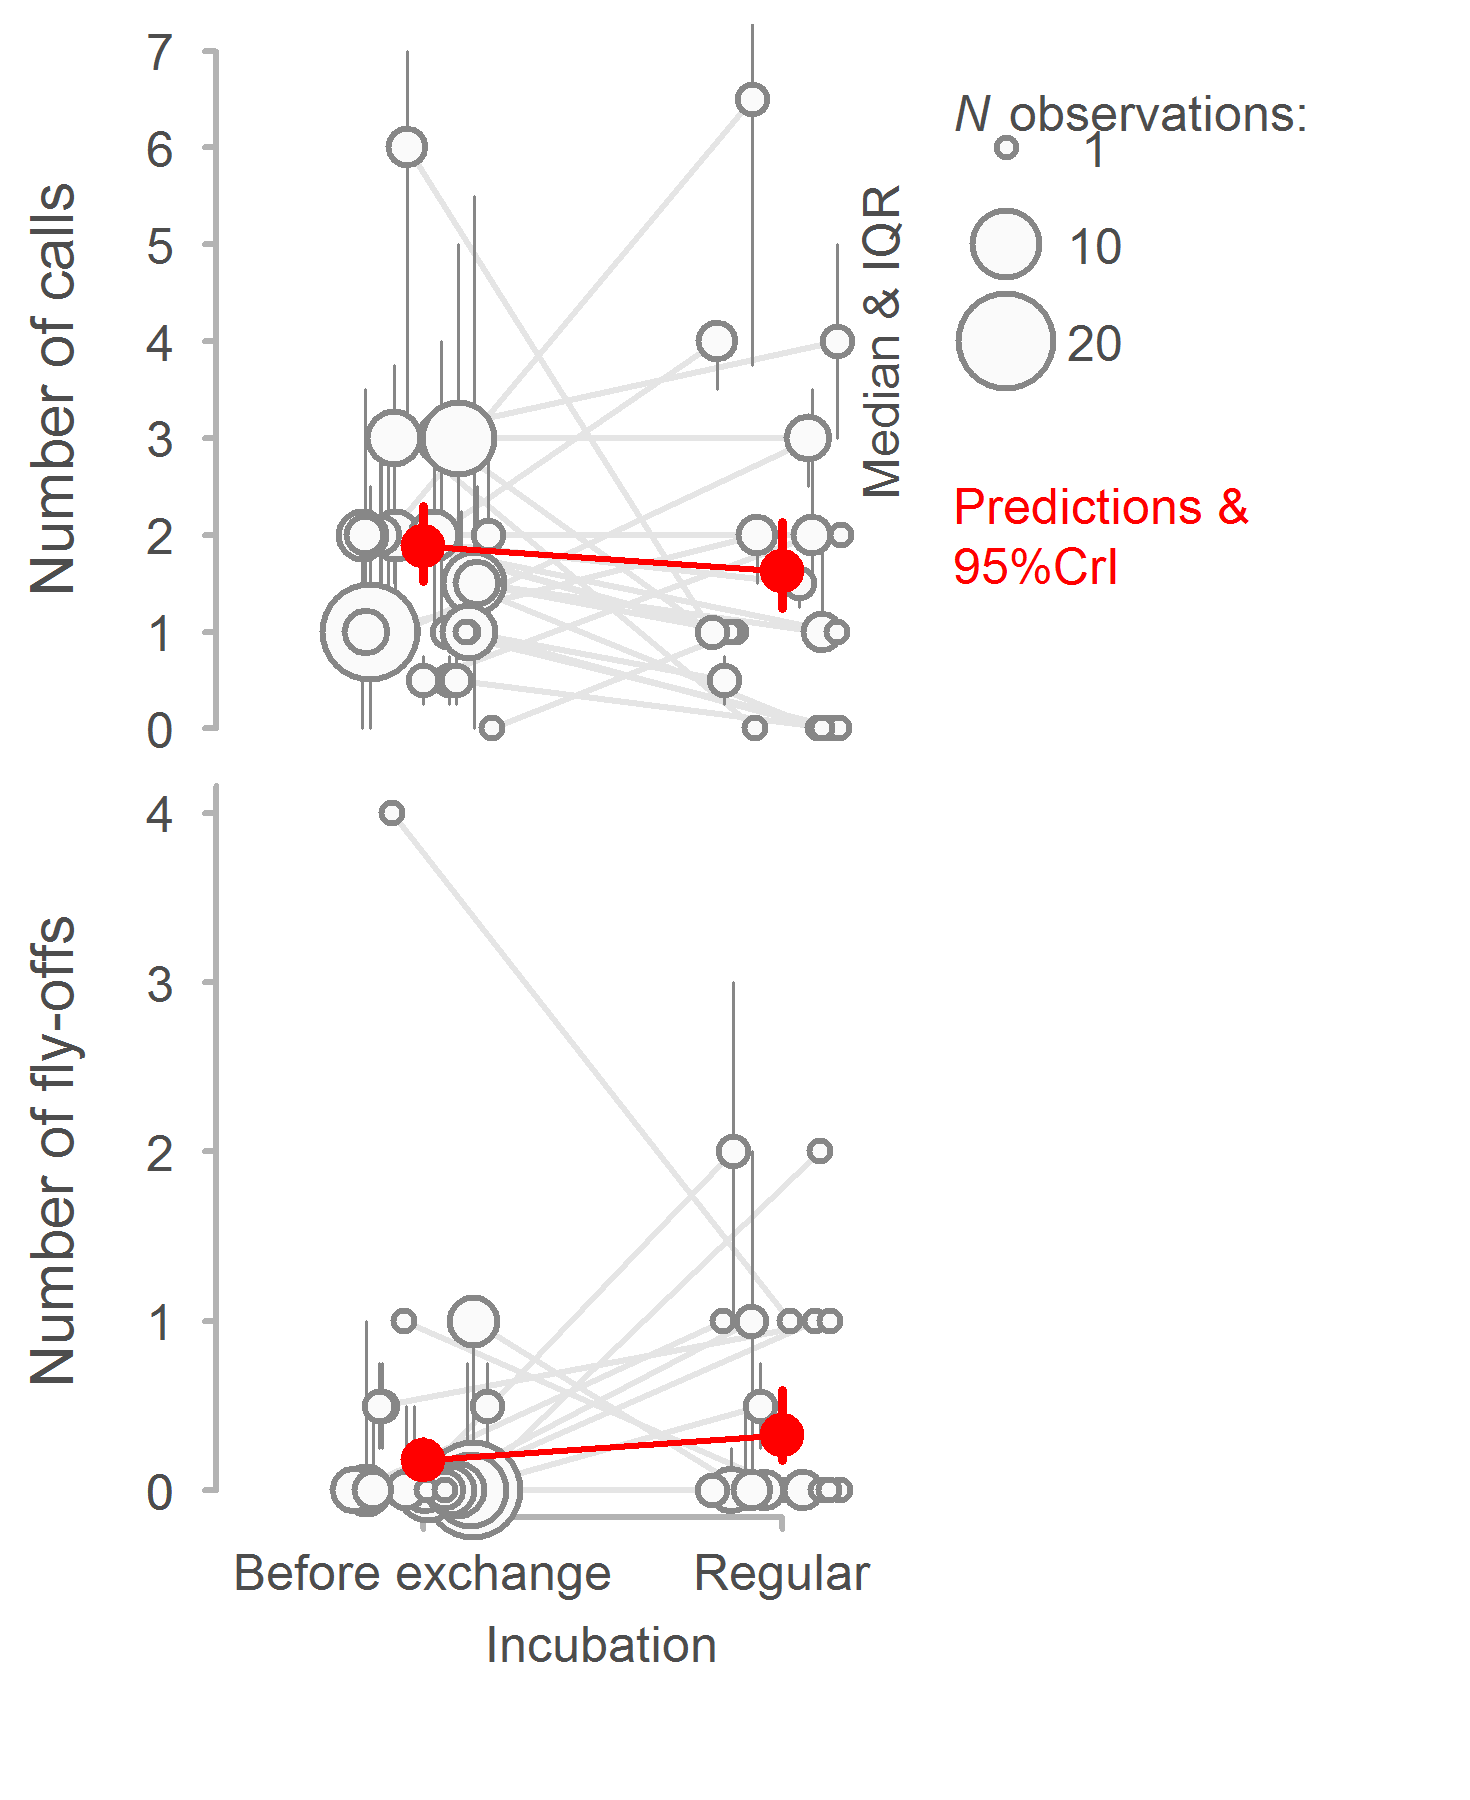 Number of calls
7
6
5
4
3
2
1
0
N observations:
1
10
20
Median & IQR
Predictions &
95%CrI
Number of fly-offs
4
3
2
1
0
Before exchange
Regular
Incubation